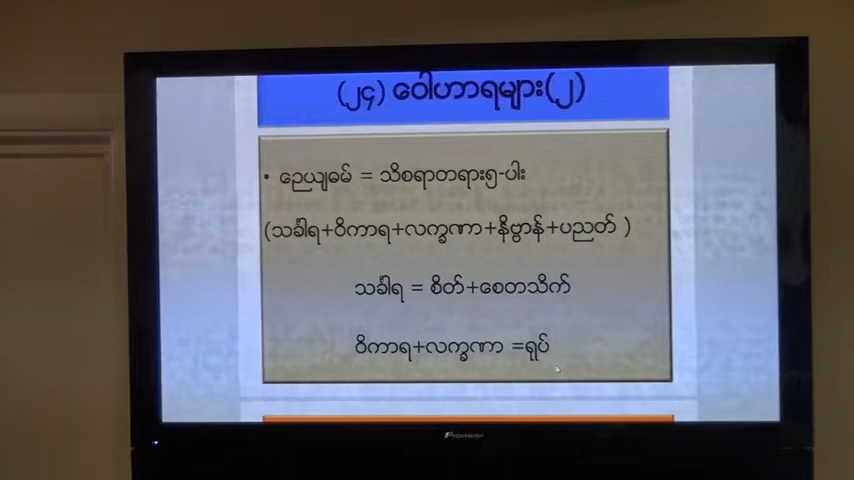 (၂၄) ဝေါဟာရများ(၂)
• ဉေယျဓမ် = သိစရာတရား၅-ပါး
(သင်္ခါရ+ဝိကာရ+လက္ခဏာ+နိဗ္ဗာန်+ပညတ် )
သင်္ခါရ = စိတ်+စေတသိက်
ဝိကာရ+လက္ခဏာ =ရုပ်